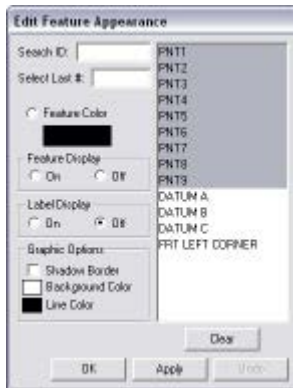 Edit Feature Appearance
Search ID:
Select Last #:
Feature Color
Feature Display
On Off
Label Display
On Off
Graphic Options
Shadow Border
Background Color
Line Color
PNT1
PNT2
PNT3
PNT4
PNT5
PNT6
PNT7
PNT8
PNT9
DATUM A
DATUM B
DATUM C
FRT LEFT CORNER
Clear
OK Apply Undo